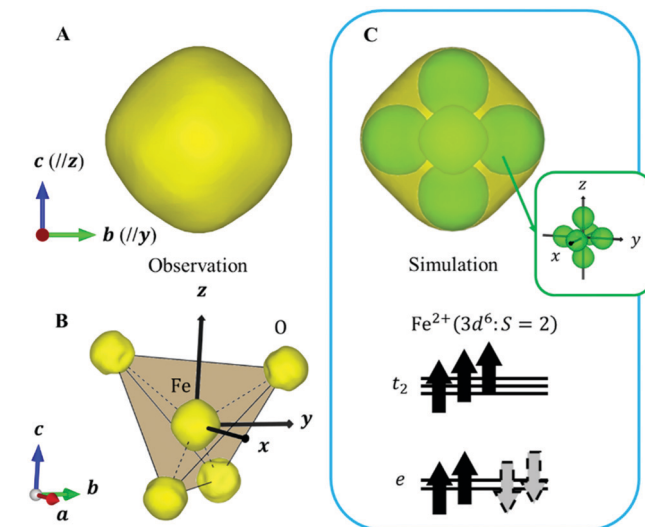 A
c (//z)
b (//y)
Observation
B
z
O
Fe
y
x
c
b
a
C
Simulation
z
y
x
Fe²⁺(3d⁶: S = 2)
t₂
e